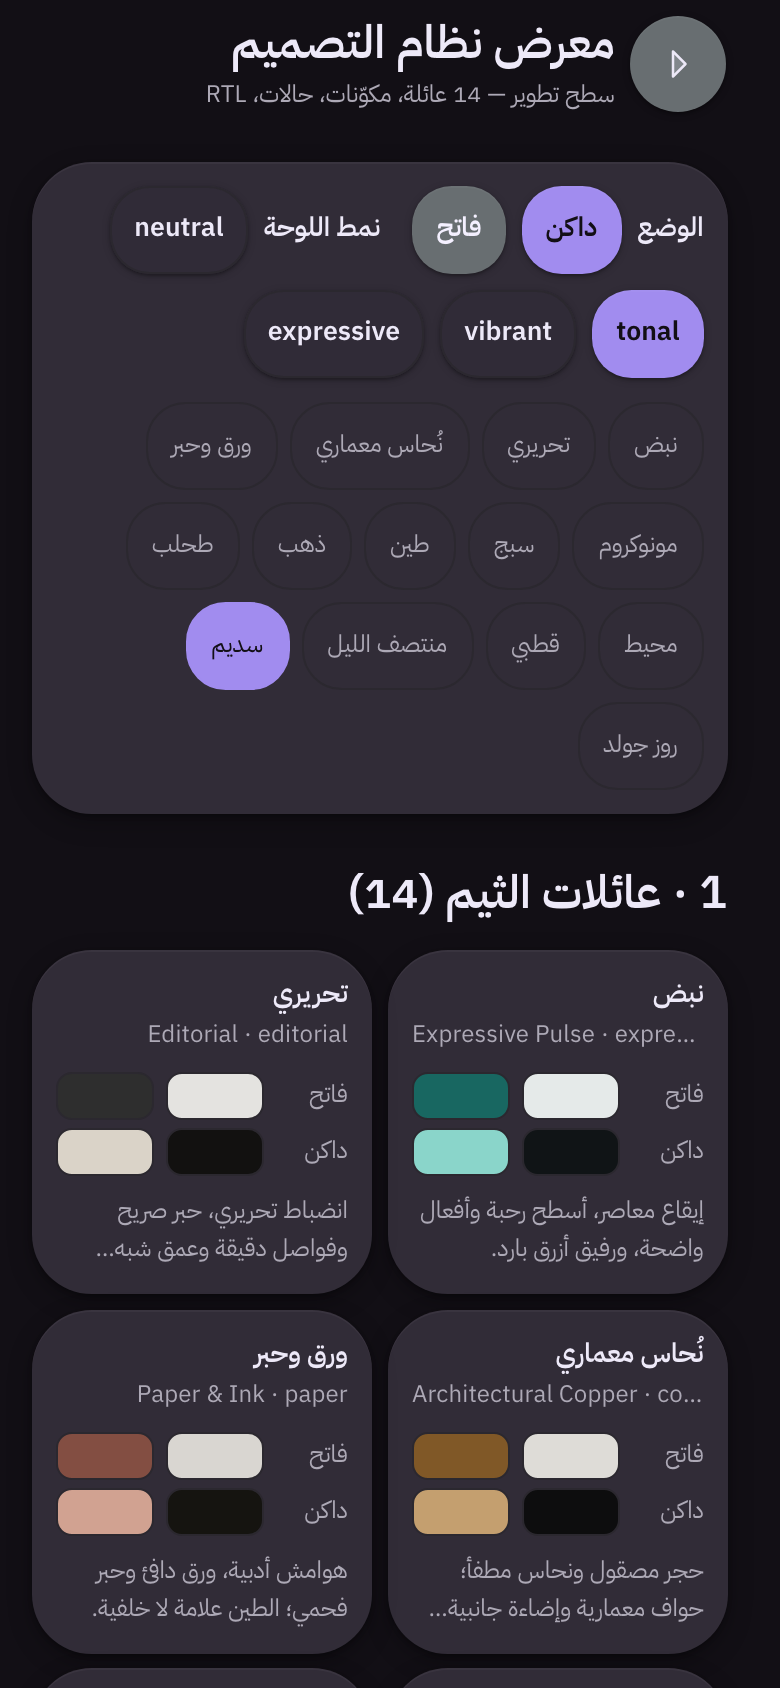 معرض نظام التصميم
سطح تطوير — 14 عائلة، مكوّنات، حالات، RTL
الوضع داكن فاتح نمط اللوحة neutral
tonal vibrant expressive
نبض تحريري نُحاس معماري ورق وحبر
مونوكروم سبج طين ذهب طحلب
محيط قطبي منتصف الليل سديم
روز جولد
1 · عائلات الثيم (14)
نبض
Expressive Pulse · expre...
فاتح
داكن
إيقاع معاصر، أسطح رحبة وأفعال
واضحة، ورفيق أزرق بارد.
تحريري
Editorial · editorial
فاتح
داكن
انضباط تحريري، حبر صريح
وفواصل دقيقة وعمق شبه...
نُحاس معماري
Architectural Copper · co...
فاتح
داكن
حجر مصقول ونحاس مطفأ؛
حواف معمارية وإضاءة جانبية...
ورق وحبر
Paper & Ink · paper
فاتح
داكن
هوامش أدبية، ورق دافئ وحبر
فحمي؛ الطين علامة لا خلفية.